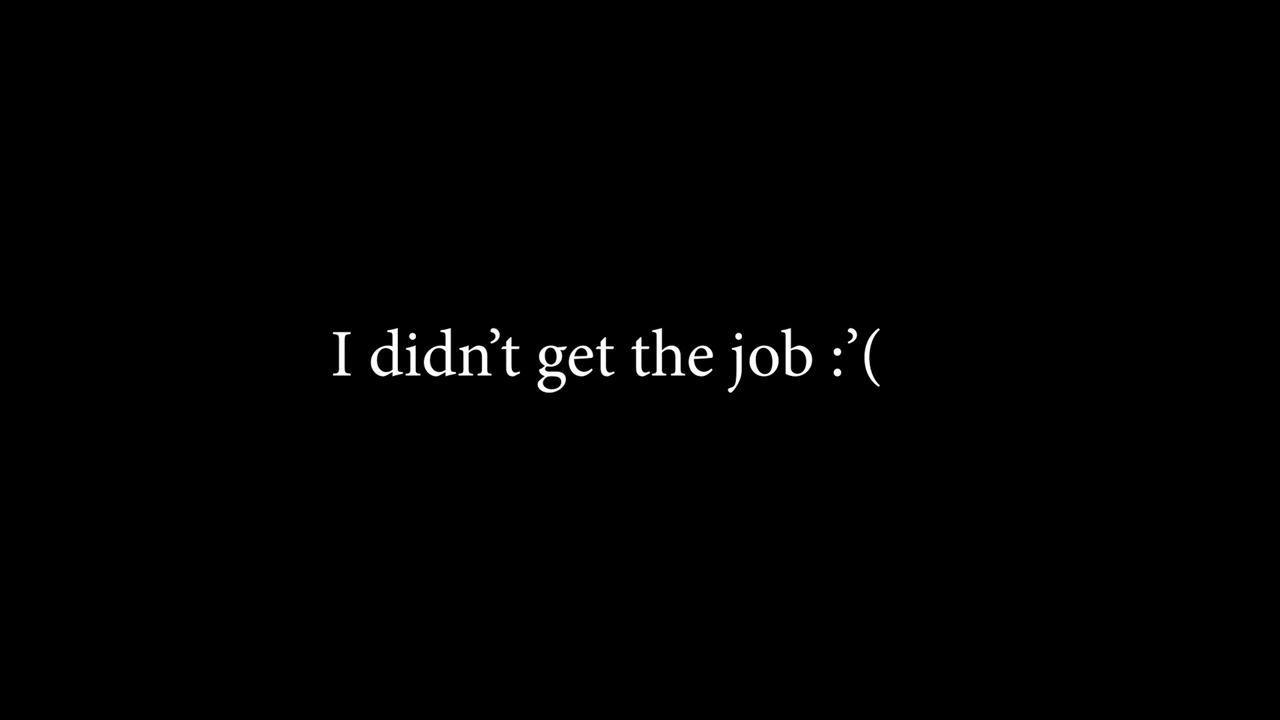 I didn’t get the job :’(